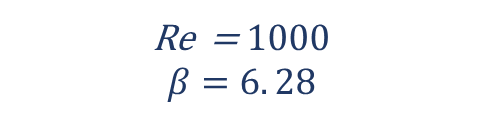 Re = 1000
β = 6.28